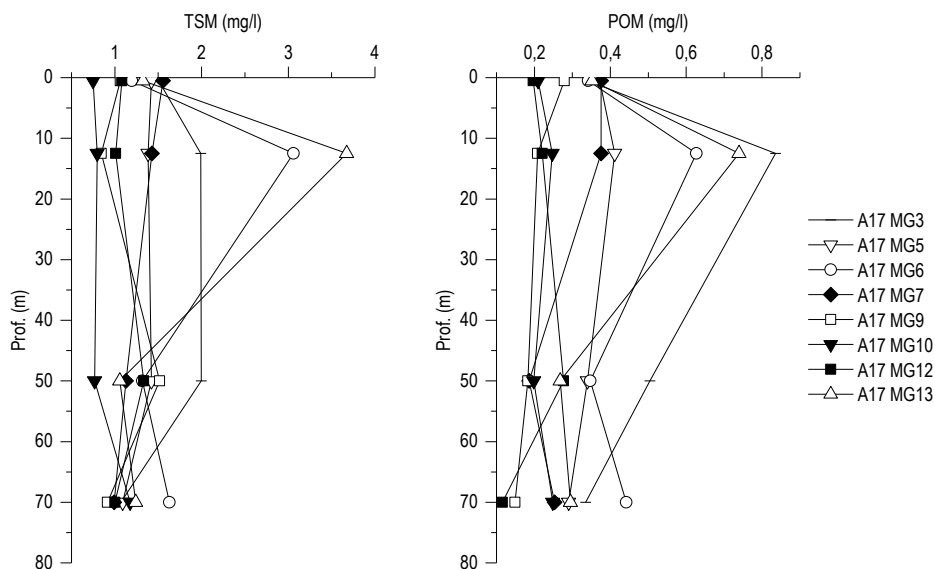 TSM (mg/l)
1 2 3 4
Prof. (m)
0
10
20
30
40
50
60
70
80
POM (mg/l)
0,2 0,4 0,6 0,8
Prof. (m)
0
10
20
30
40
50
60
70
80
A17 MG3
A17 MG5
A17 MG6
A17 MG7
A17 MG9
A17 MG10
A17 MG12
A17 MG13